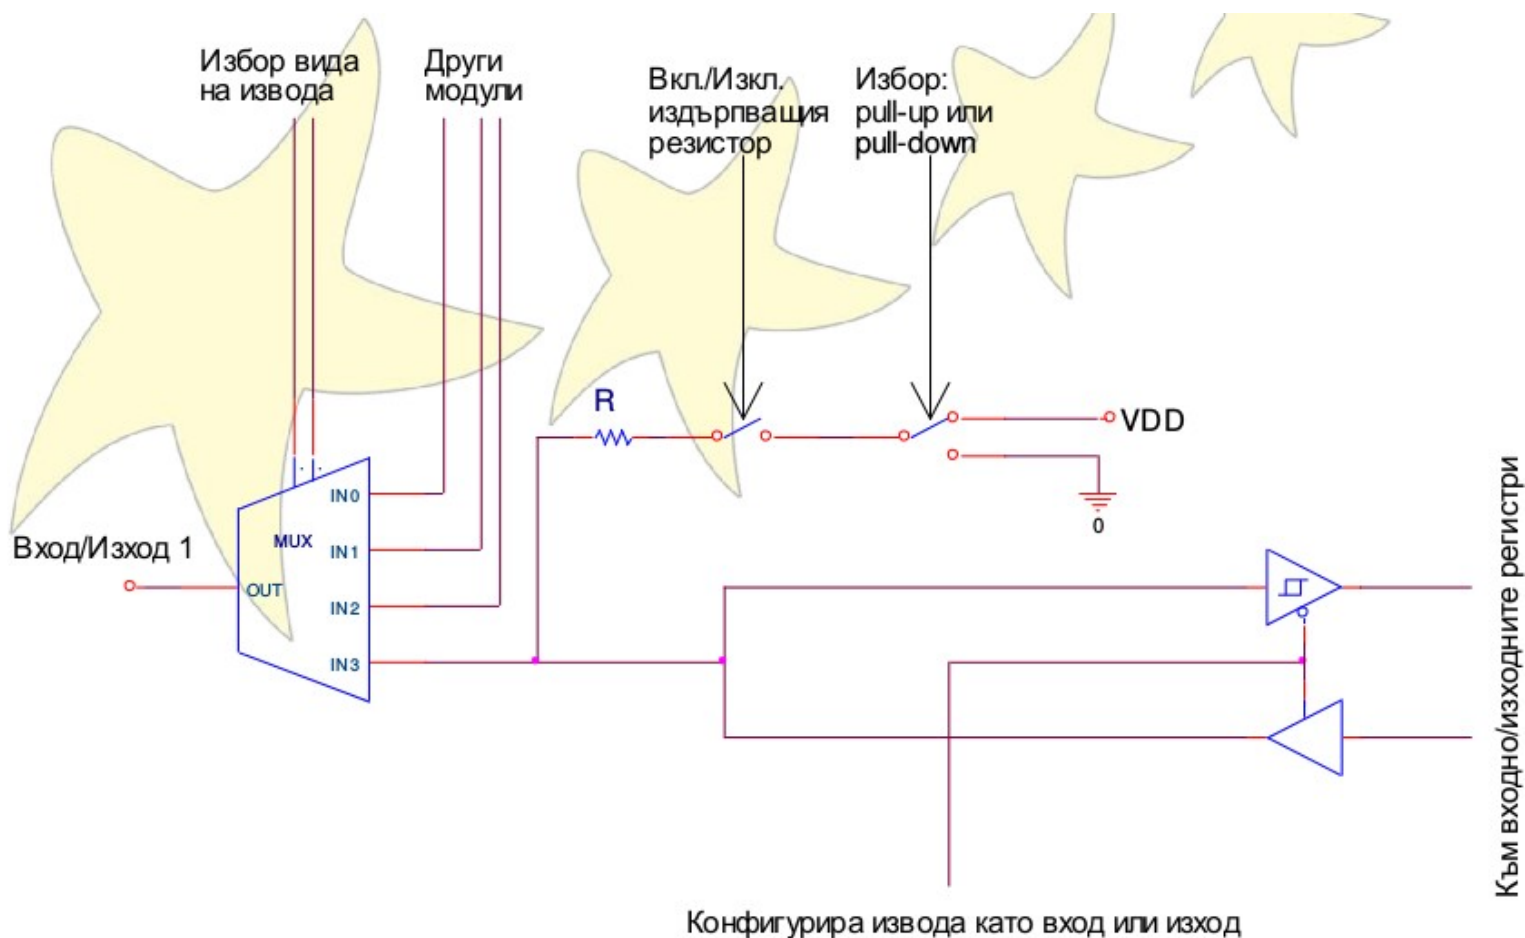 Избор вида
на извода
Други
модули
Вкл./Изкл.
издърпващия
резистор
Избор:
pull-up или
pull-down
R
VDD
0
IN0
MUX
IN1
Вход/Изход 1
OUT
IN2
IN3
Към входно/изходните регистри
Конфигурира извода като вход или изход